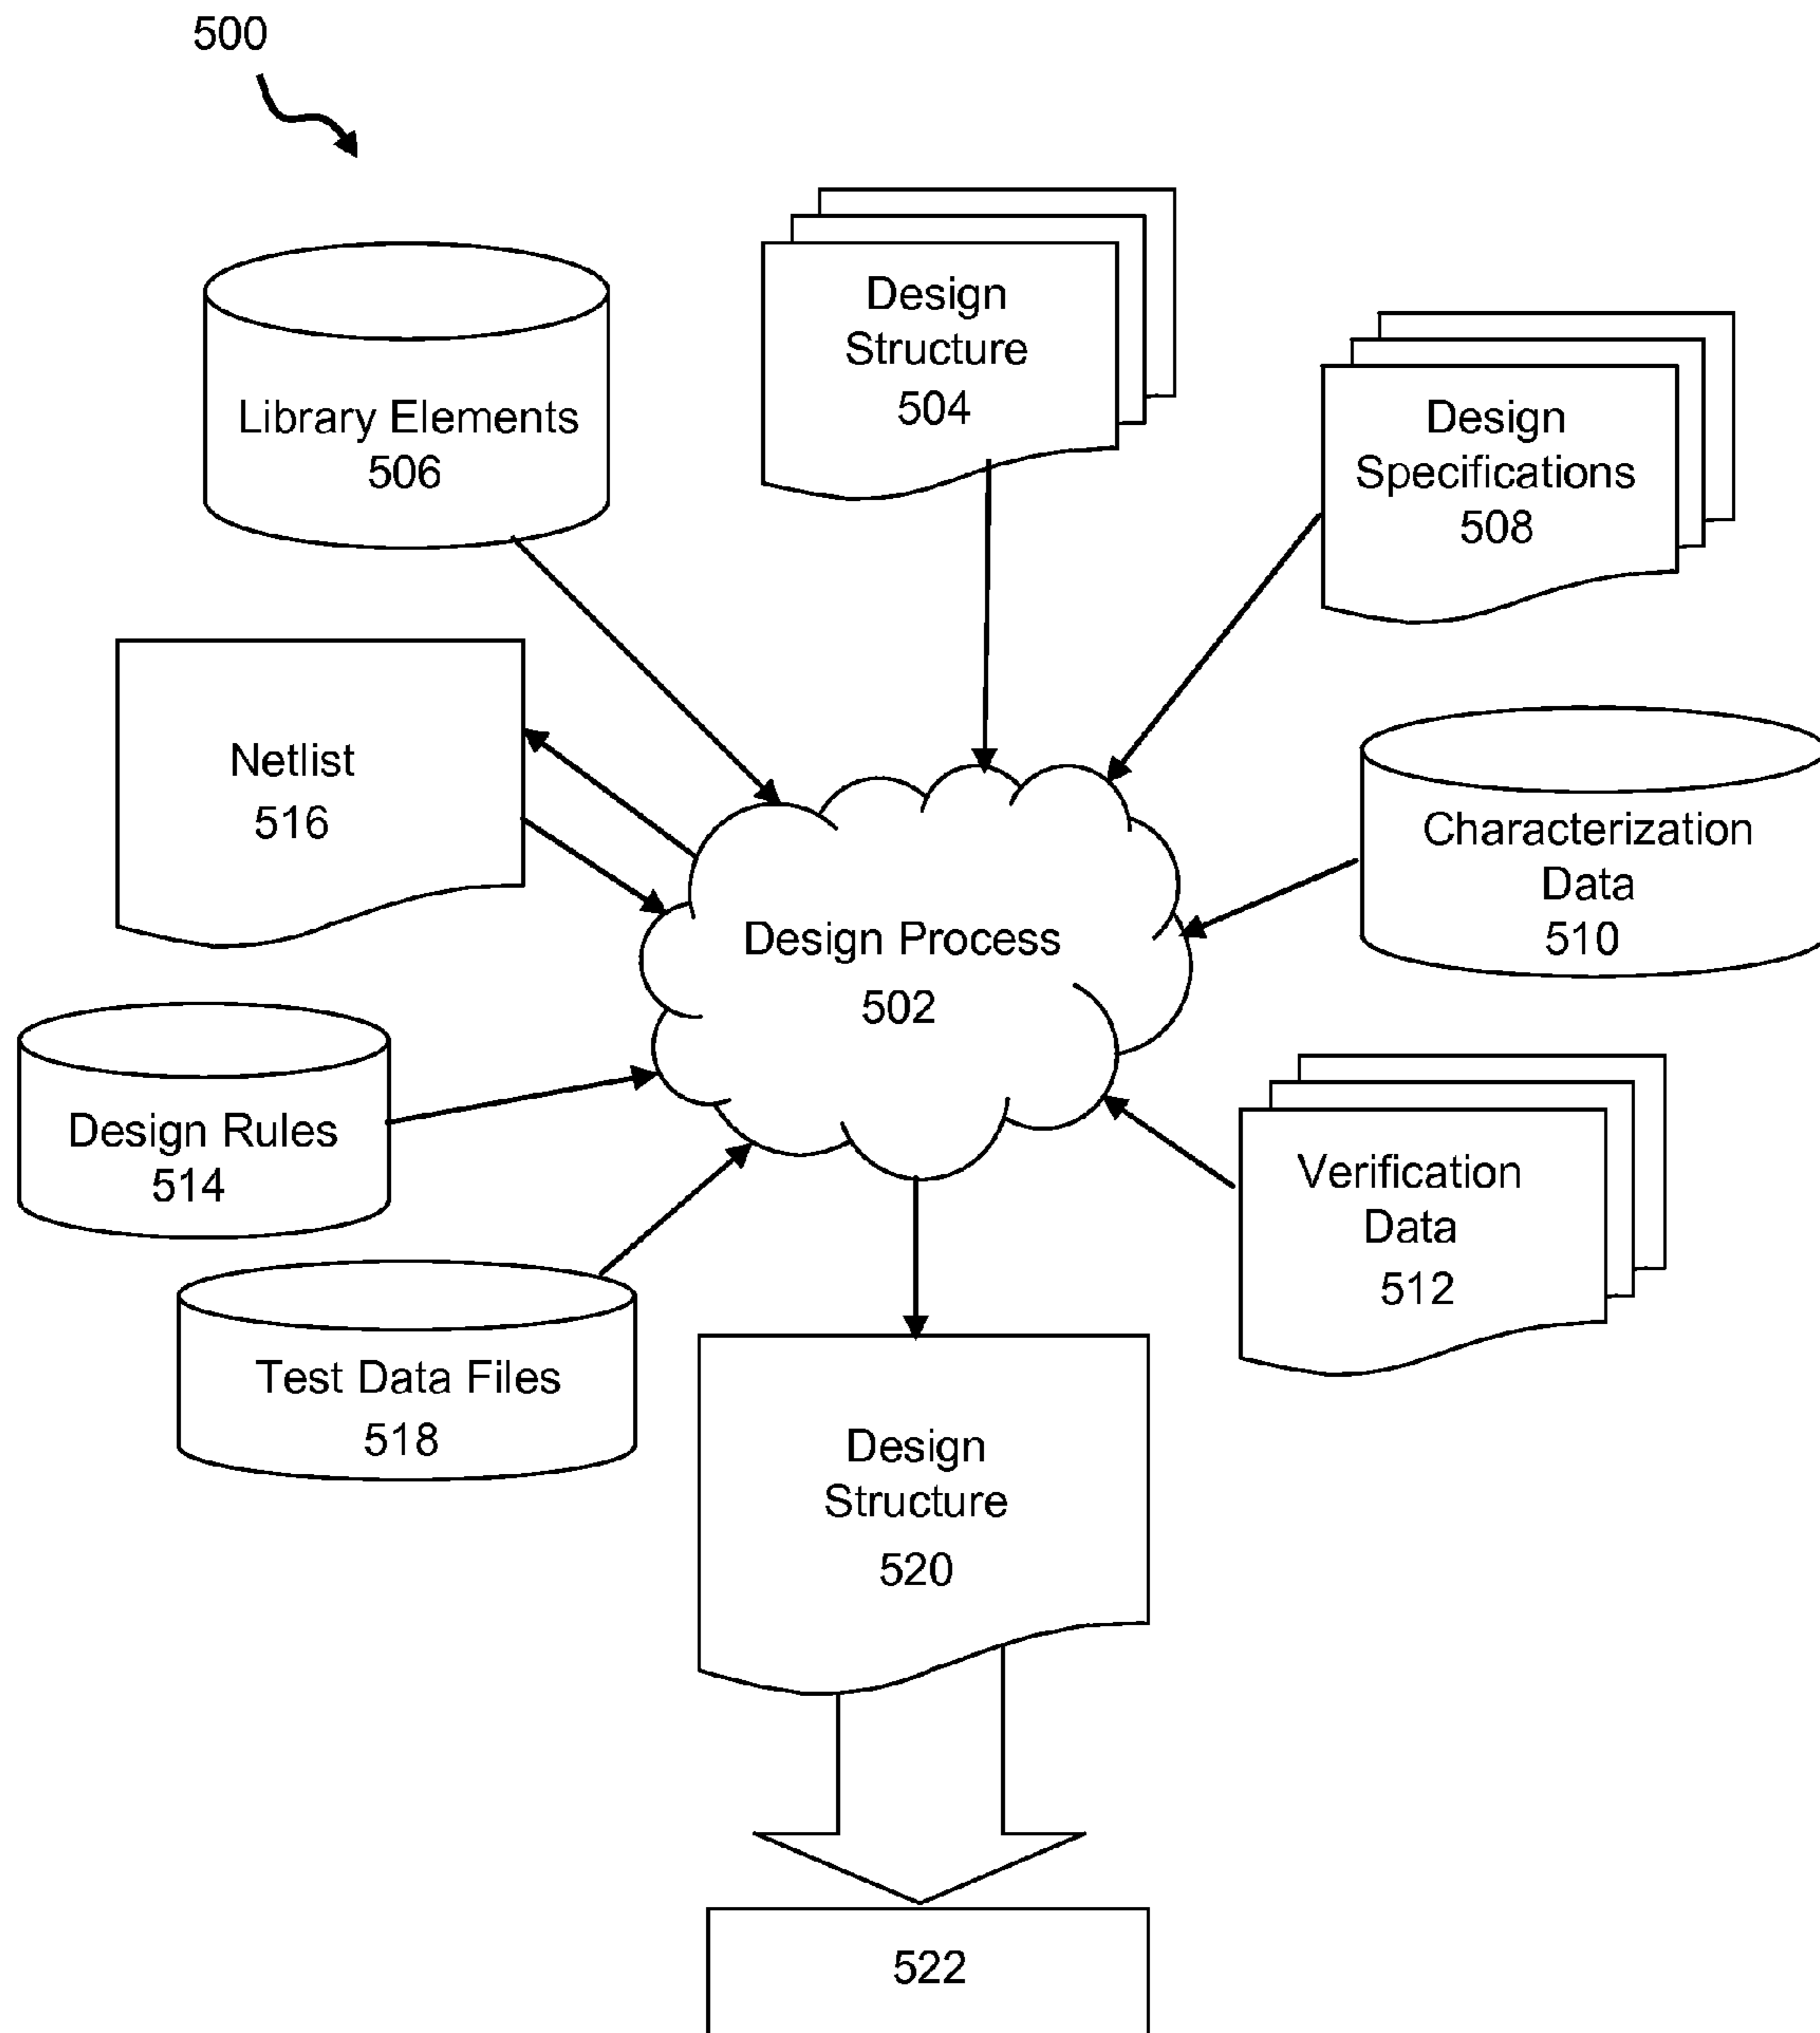 500
Design
Structure
504
Library Elements
506
Design
Specifications
508
Netlist
516
Characterization
Data
510
Design Process
502
Design Rules
514
Verification
Data
512
Test Data Files
518
Design
Structure
520
522